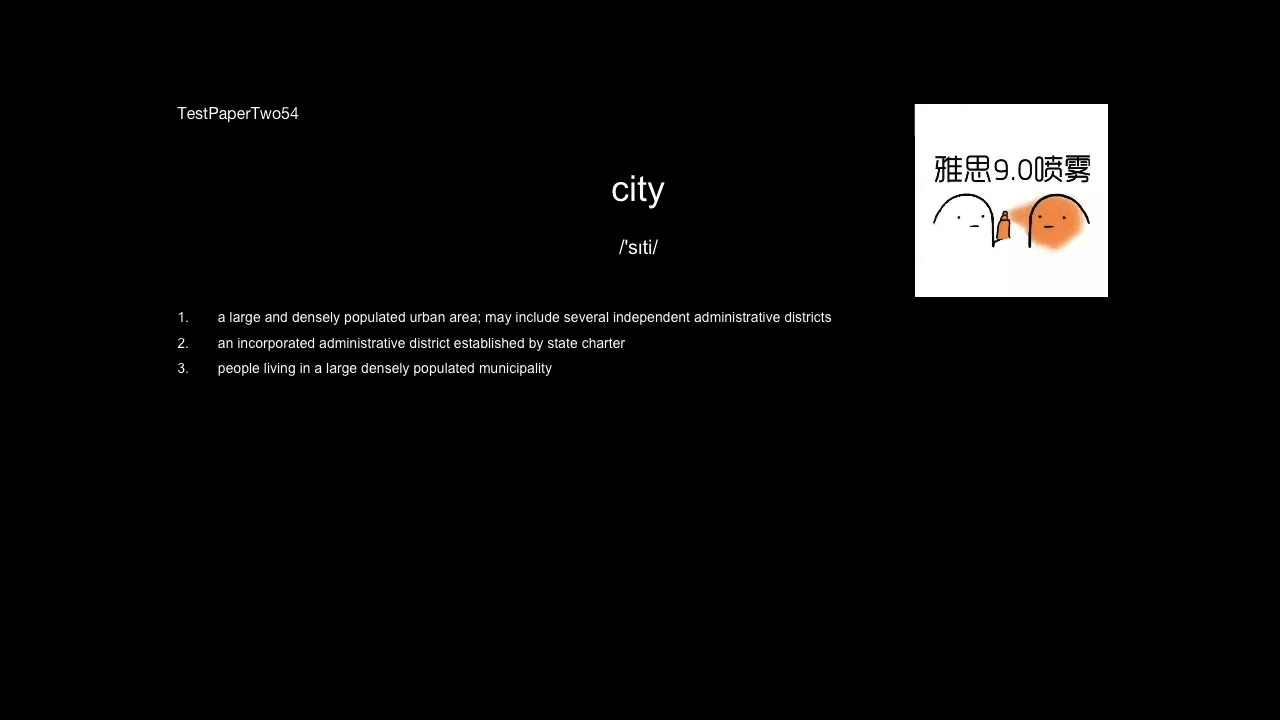 TestPaperTwo54
雅思9.0喷雾
city
/'sɪti/
1. a large and densely populated urban area; may include several independent administrative districts
2. an incorporated administrative district established by state charter
3. people living in a large densely populated municipality